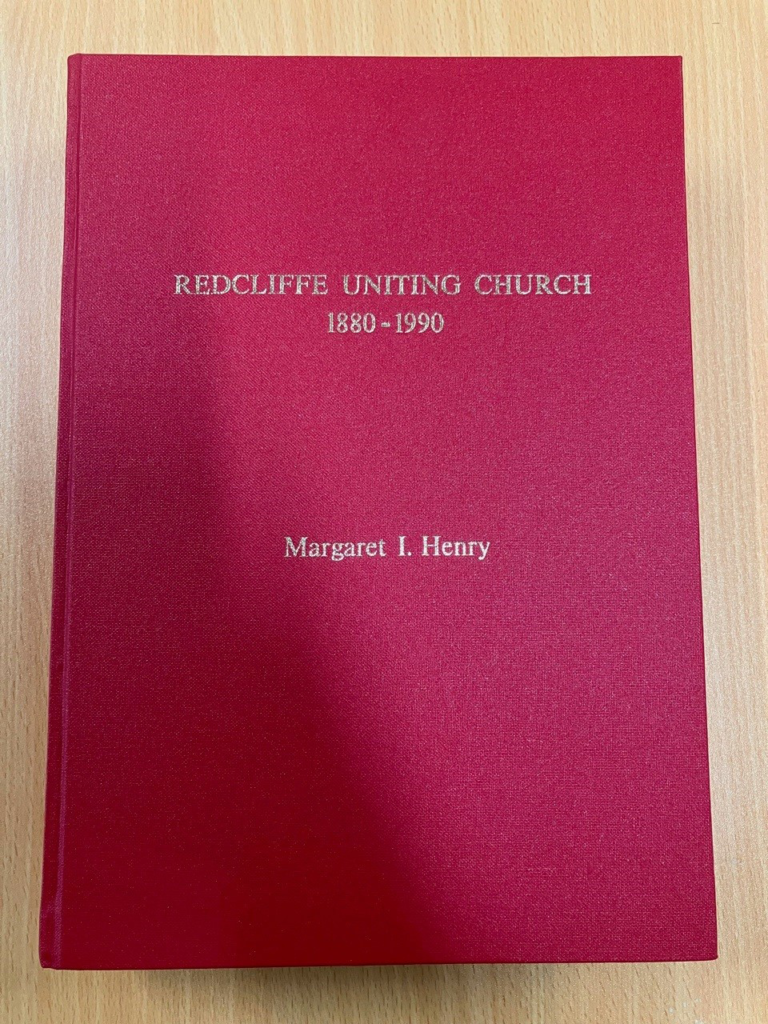 REDCLIFFE UNITING CHURCH
1880-1990
Margaret I. Henry